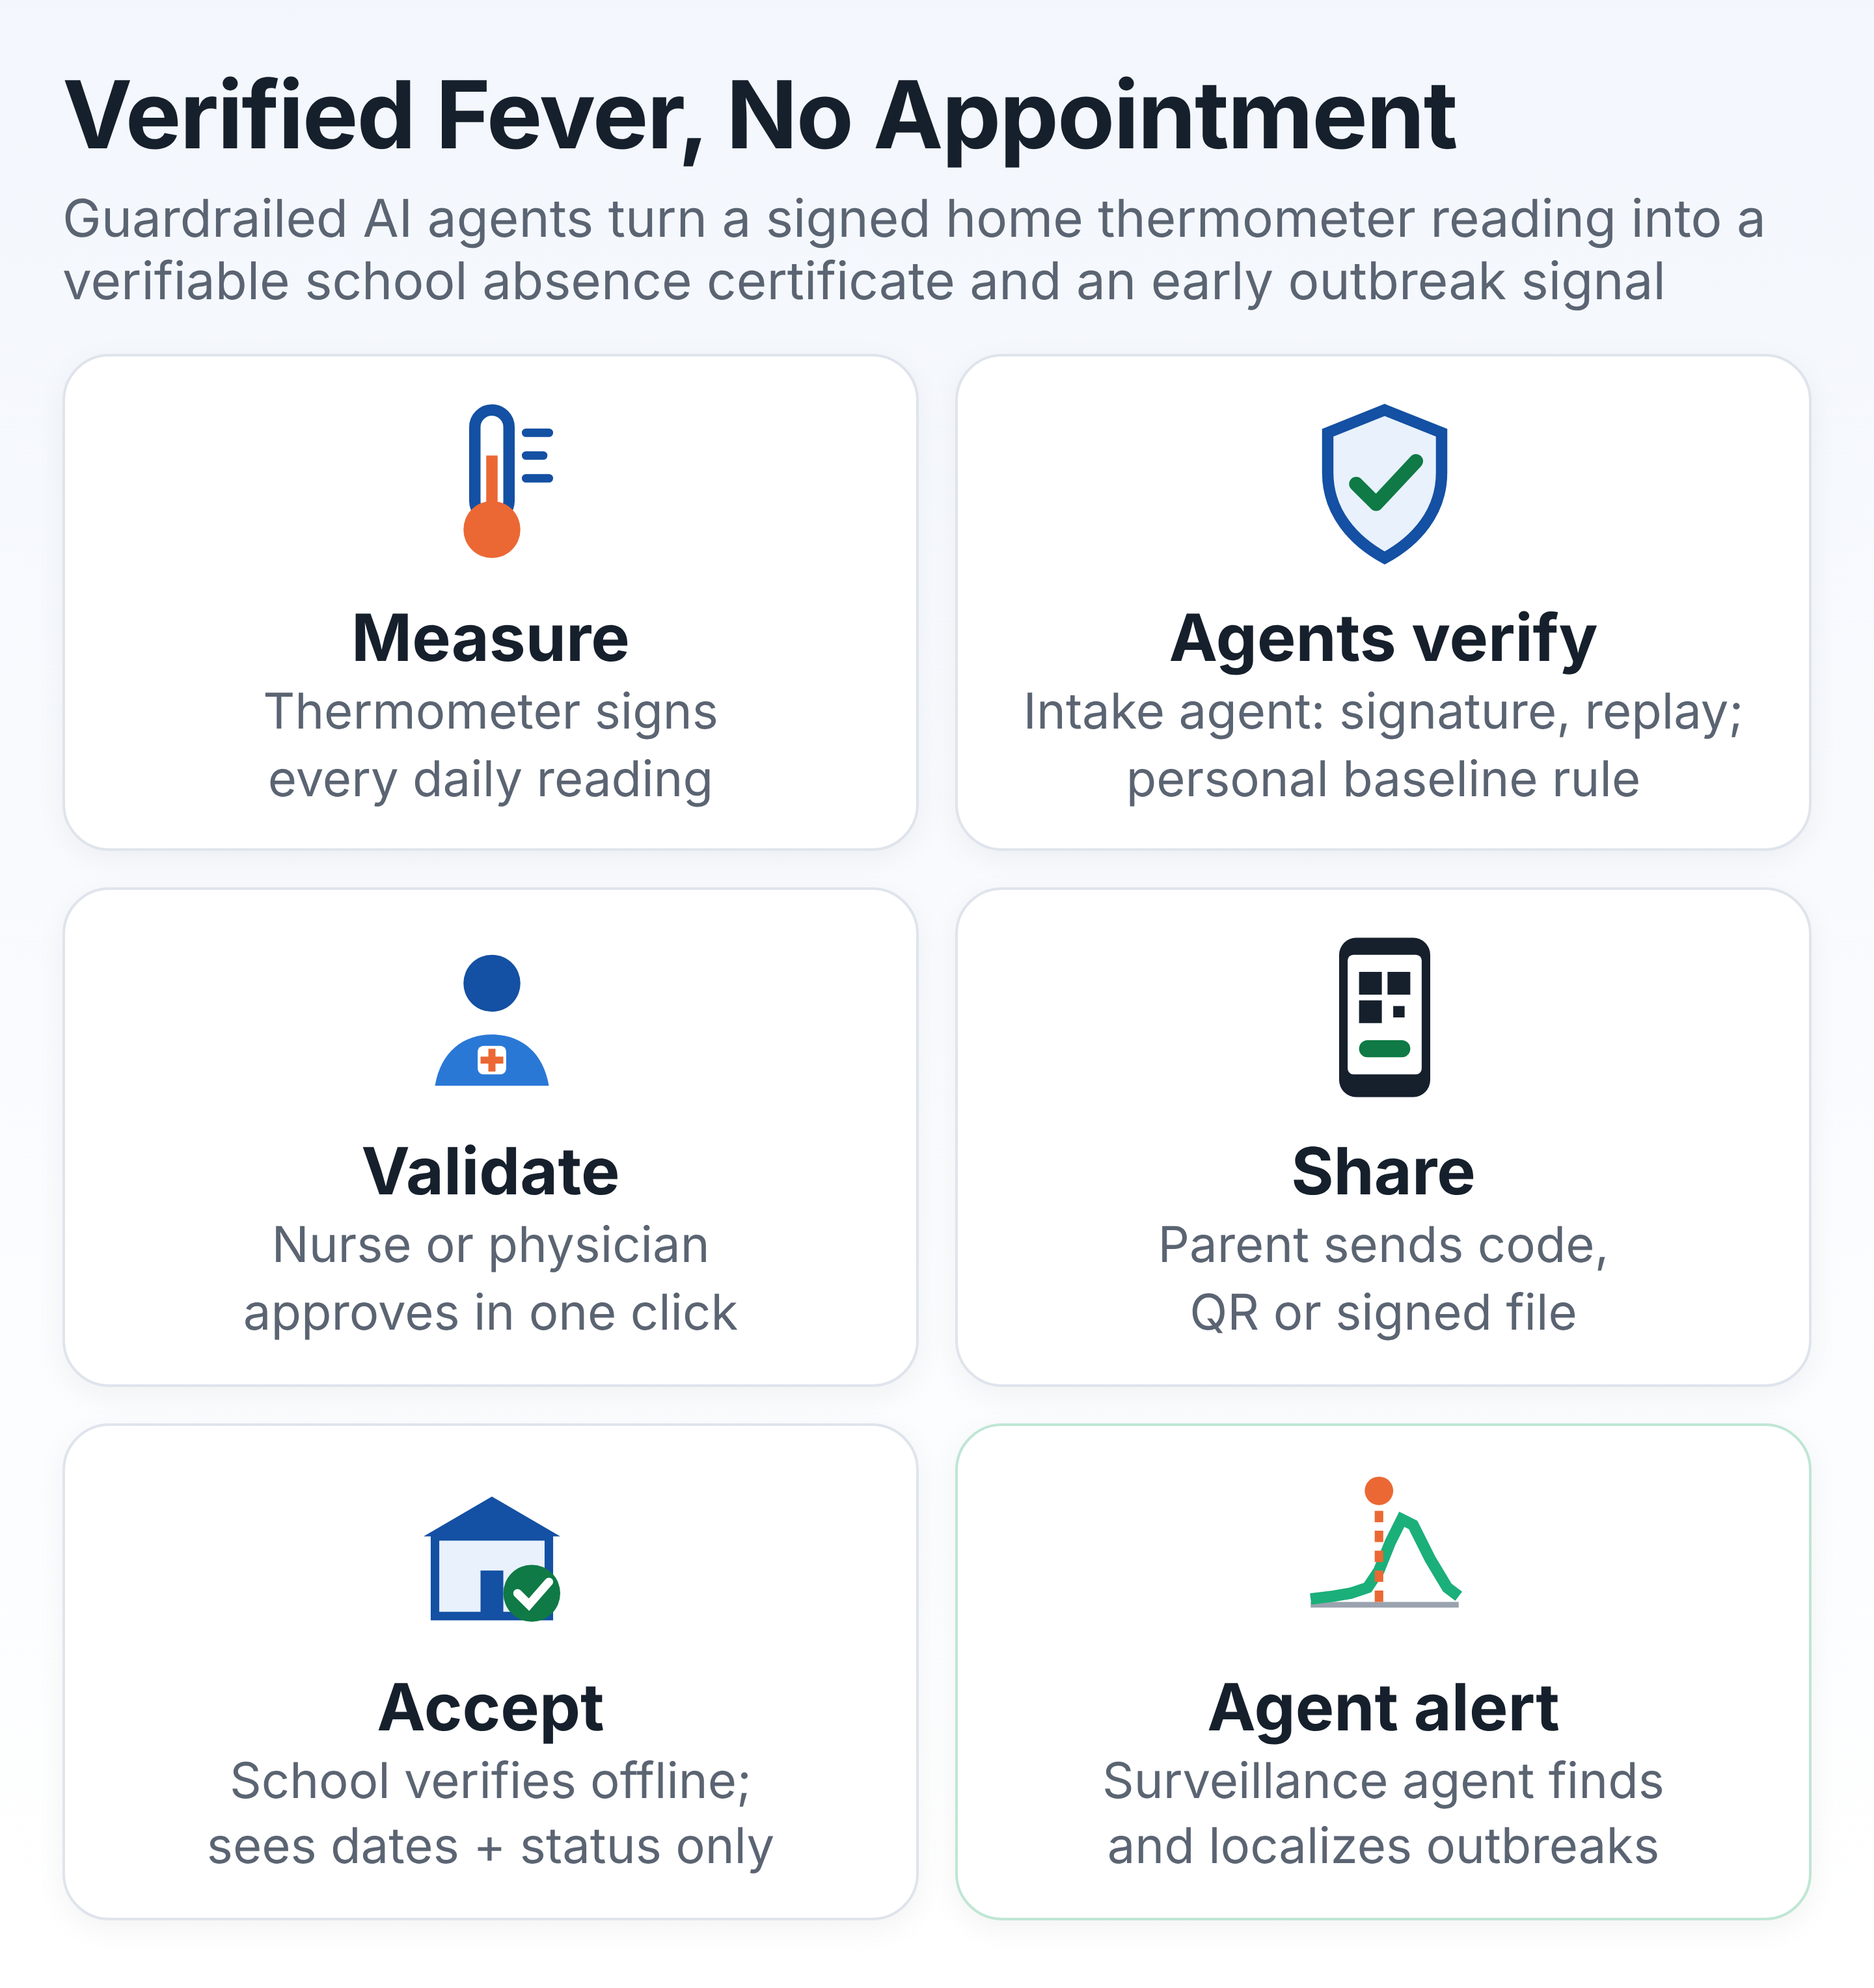 Verified Fever, No Appointment
Guardrailed AI agents turn a signed home thermometer reading into a
verifiable school absence certificate and an early outbreak signal
Measure
Thermometer signs
every daily reading
Agents verify
Intake agent: signature, replay;
personal baseline rule
Validate
Nurse or physician
approves in one click
Share
Parent sends code,
QR or signed file
Accept
School verifies offline;
sees dates + status only
Agent alert
Surveillance agent finds
and localizes outbreaks